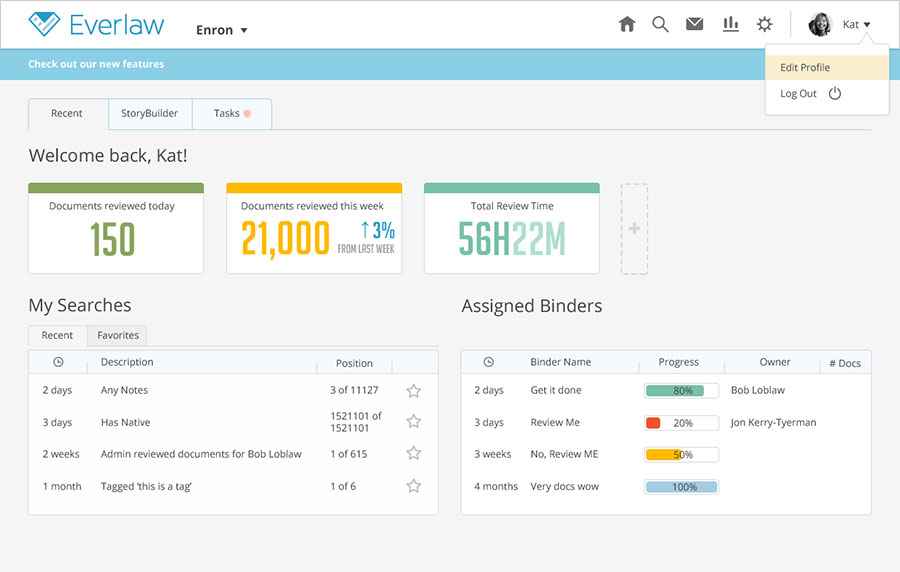 Everlaw
Enron
Kat
Check out our new features
Edit Profile
Log Out
Recent
StoryBuilder
Tasks
Welcome back, Kat!
Documents reviewed today
150
Documents reviewed this week
21,000
↑ 3%
FROM LAST WEEK
Total Review Time
56H22M
+
My Searches
Recent
Favorites
Description
Position
2 days Any Notes 3 of 11127
3 days Has Native 1521101 of
1521101
2 weeks Admin reviewed documents for Bob Loblaw 1 of 615
1 month Tagged ‘this is a tag’ 1 of 6
Assigned Binders
Binder Name Progress Owner # Docs
2 days Get it done 80% Bob Loblaw
3 days Review Me 20% Jon Kerry-Tyerman
3 weeks No, Review ME 50%
4 months Very docs wow 100%